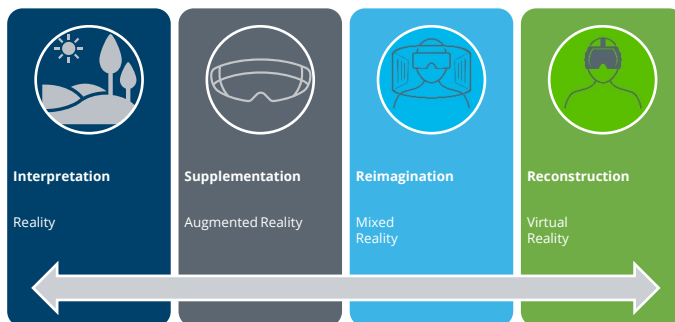 Interpretation
Reality
Supplementation
Augmented Reality
Reimagination
Mixed
Reality
Reconstruction
Virtual
Reality